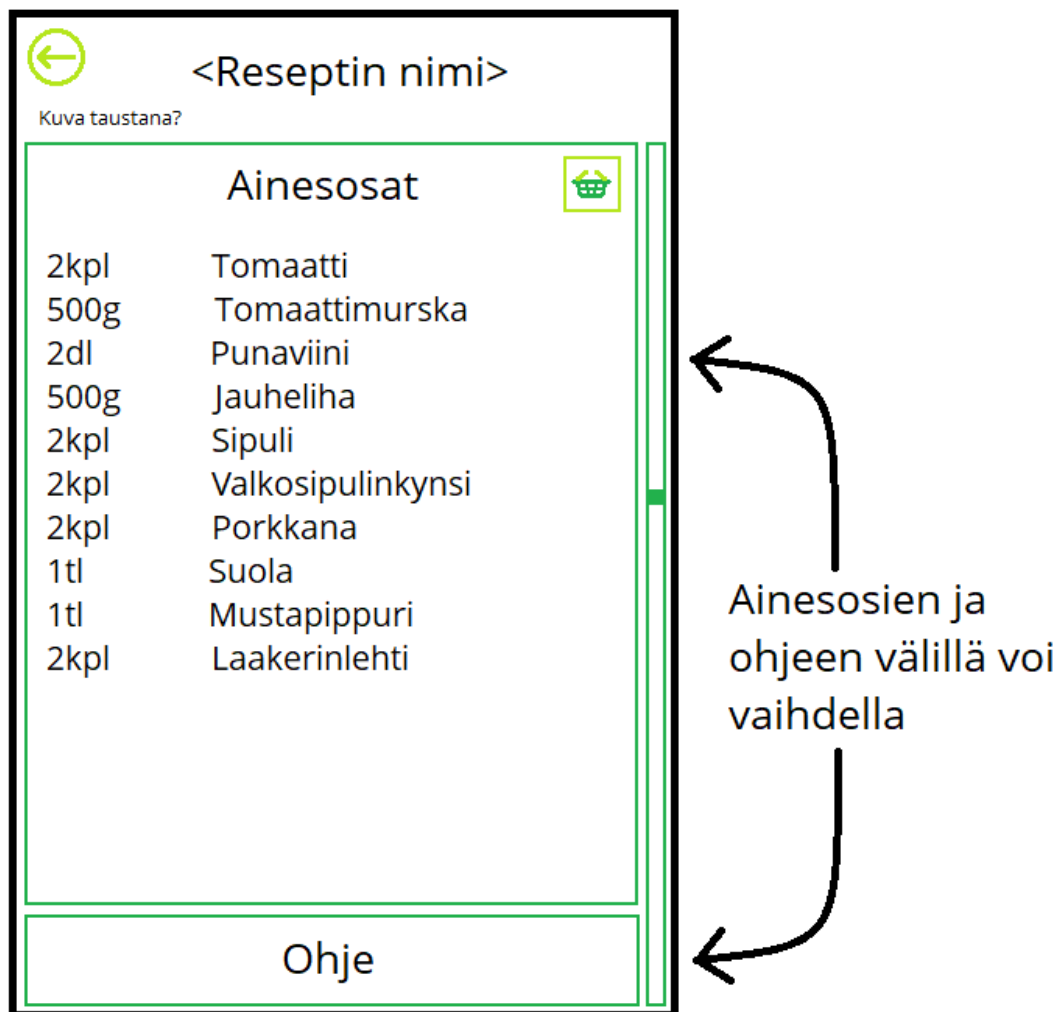 <Reseptin nimi>
Kuva taustana?
Ainesosat
2kpl Tomaatti
500g Tomaattimurska
2dl Punaviini
500g Jauheliha
2kpl Sipuli
2kpl Valkosipulinkynsi
2kpl Porkkana
1tl Suola
1tl Mustapippuri
2kpl Laakerinlehti
Ohje
Ainesosien ja
ohjeen välillä voi
vaihdella